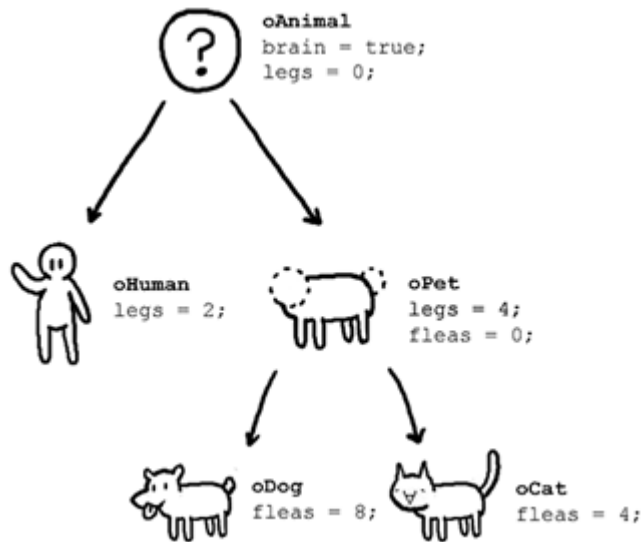 ?
oAnimal
brain = true;
legs = 0;
oHuman
legs = 2;
oPet
legs = 4;
fleas = 0;
oDog
fleas = 8;
oCat
fleas = 4;